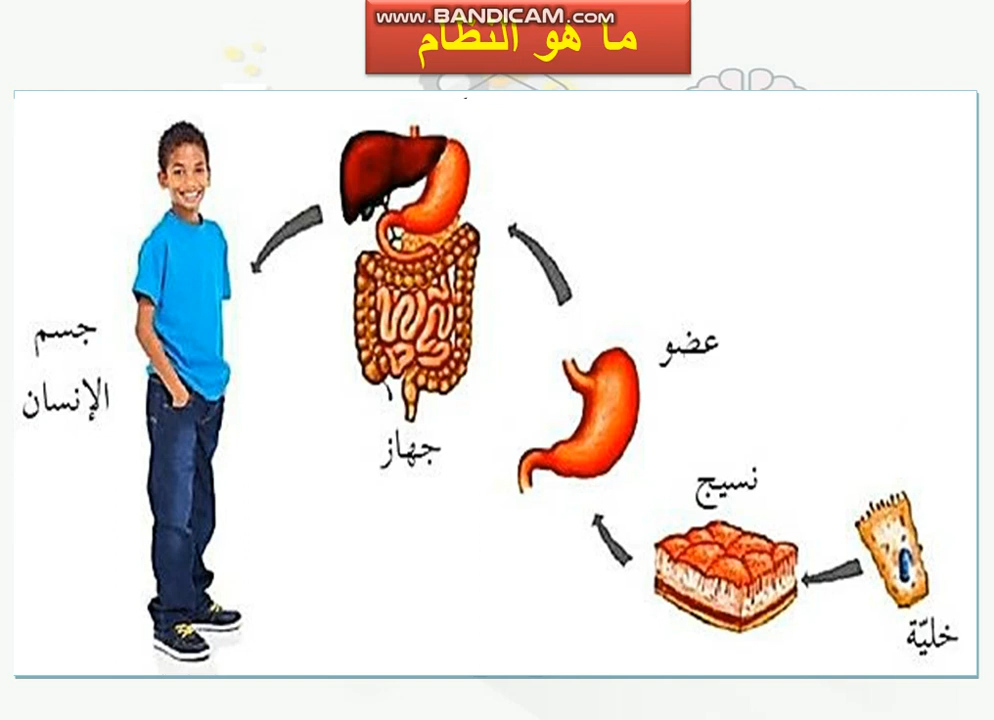 www.BANDICAM.com
ما هو النظام
خليّة
نسيج
عضو
جهاز
جسم
الإنسان